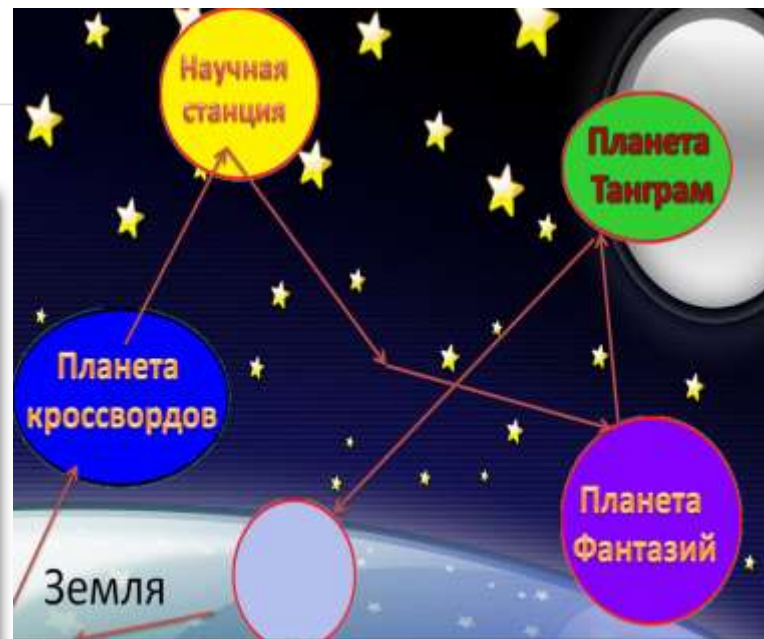 Научная
станция
Планета
Танграм
Планета
кроссвордов
Планета
Фантазий
Земля